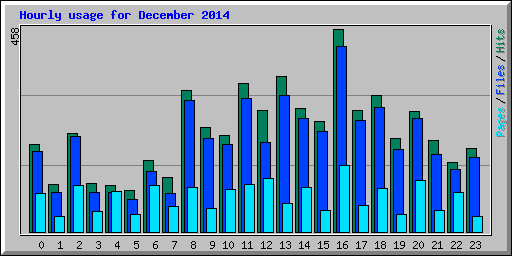 Hourly usage for December 2014
458
Pages / Files / Hits
0 1 2 3 4 5 6 7 8 9 10 11 12 13 14 15 16 17 18 19 20 21 22 23